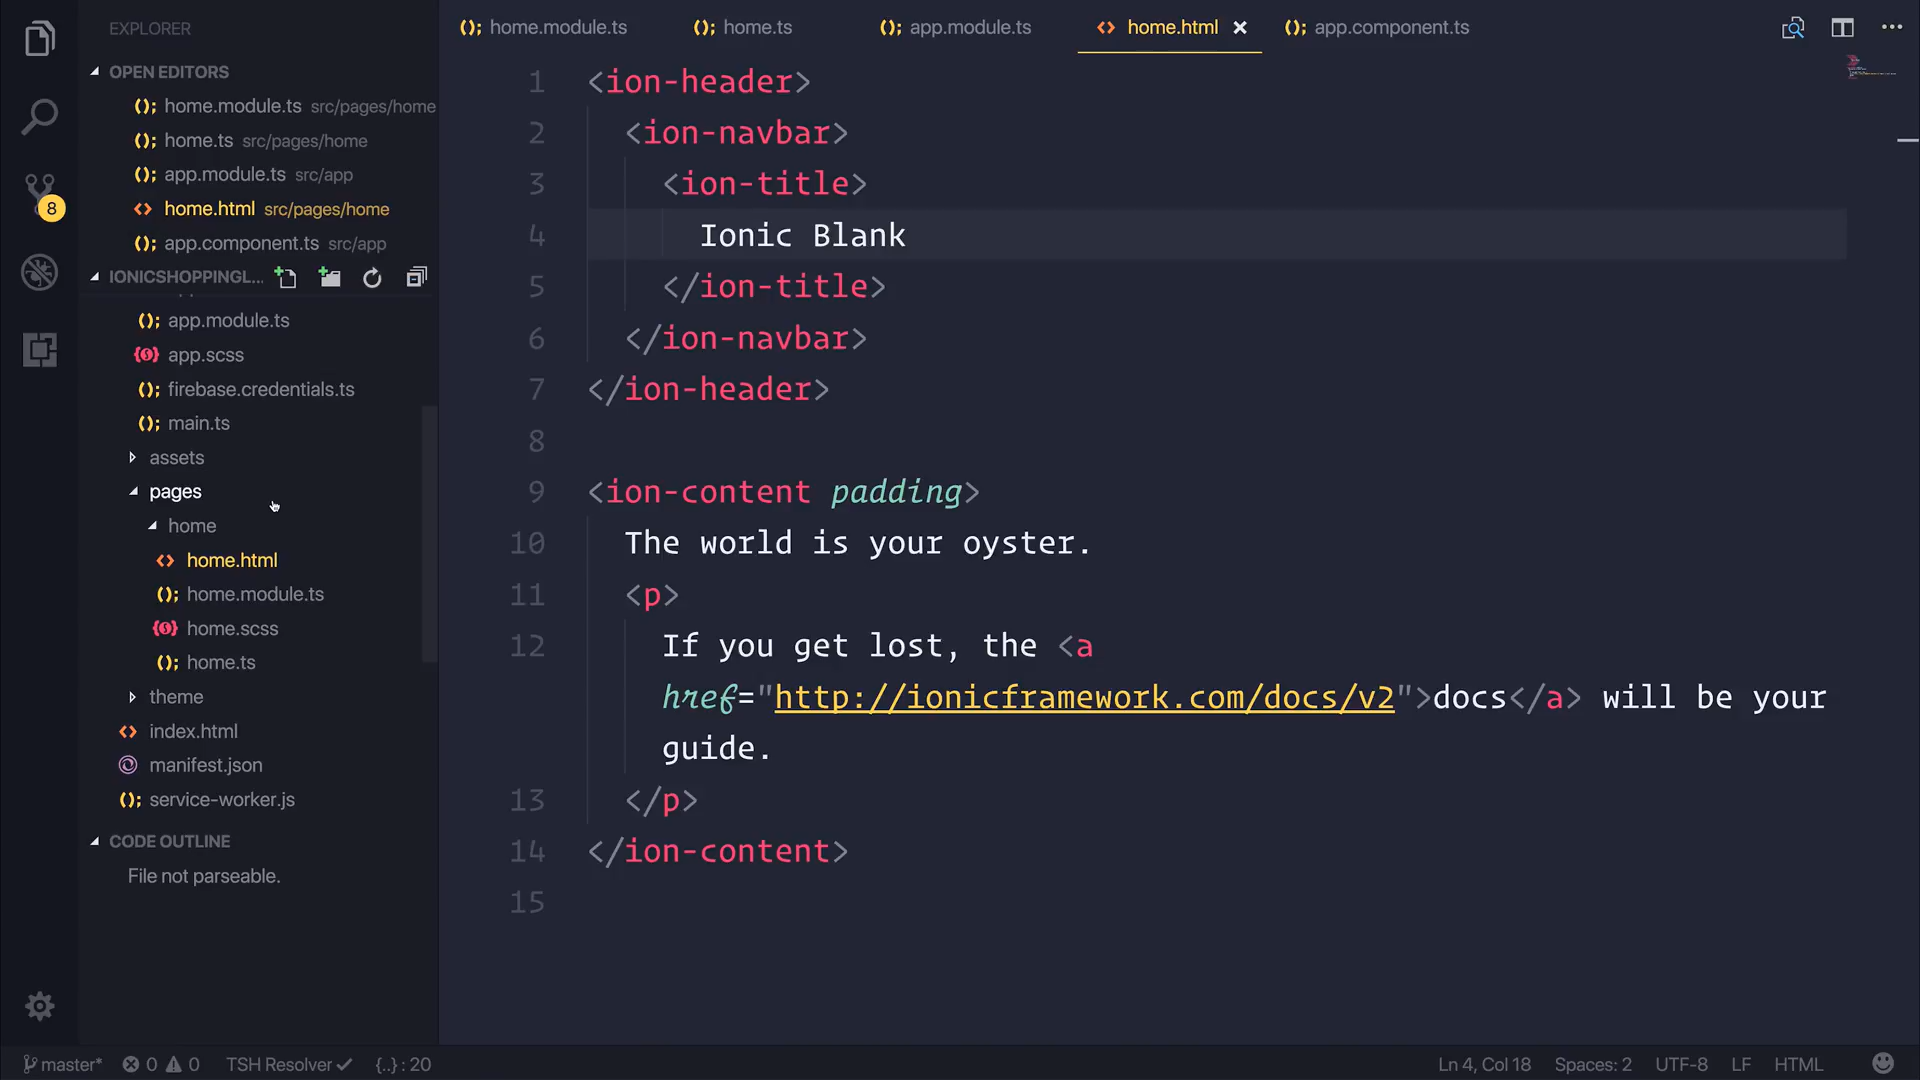 EXPLORER
OPEN EDITORS
home.module.ts src/pages/home
home.ts src/pages/home
app.module.ts src/app
home.html src/pages/home
app.component.ts src/app
IONICSHOPPINGL...
app.module.ts
app.scss
firebase.credentials.ts
main.ts
assets
pages
home
home.html
home.module.ts
home.scss
home.ts
theme
index.html
manifest.json
service-worker.js
CODE OUTLINE
File not parseable.
8
home.module.ts home.ts app.module.ts home.html app.component.ts
1 <ion-header>
2 <ion-navbar>
3 <ion-title>
4 Ionic Blank
5 </ion-title>
6 </ion-navbar>
7 </ion-header>
8
9 <ion-content padding>
10 The world is your oyster.
11 <p>
12 If you get lost, the <a
href="http://ionicframework.com/docs/v2">docs</a> will be your
guide.
13 </p>
14 </ion-content>
15
master* 0 0 TSH Resolver {..} : 20 Ln 4, Col 18 Spaces: 2 UTF-8 LF HTML